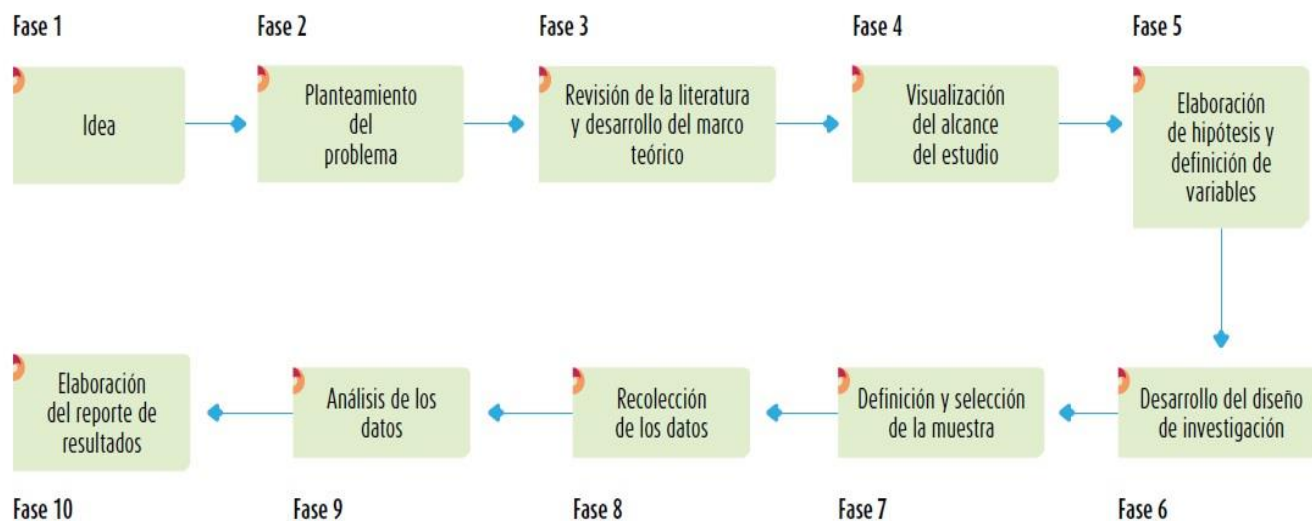 Fase 1
Idea
Fase 2
Planteamiento
del
problema
Fase 3
Revisión de la literatura
y desarrollo del marco
teórico
Fase 4
Visualización
del alcance
del estudio
Fase 5
Elaboración
de hipótesis y
definición de
variables
Desarrollo del diseño
de investigación
Fase 6
Definición y selección
de la muestra
Fase 7
Recolección
de los datos
Fase 8
Análisis de los
datos
Fase 9
Elaboración
del reporte de
resultados
Fase 10